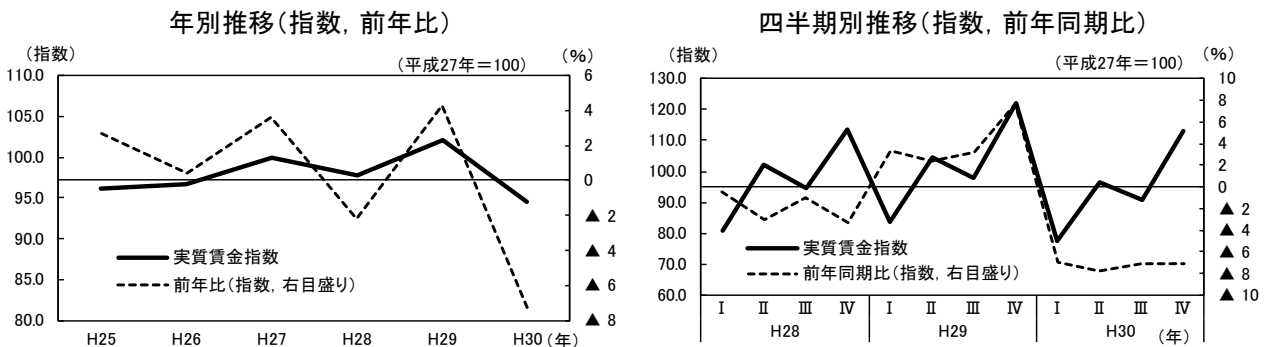 年別推移(指数，前年比)
(指数)
(％)
(平成27年＝100)
110.0
105.0
100.0
95.0
90.0
85.0
80.0
6
4
2
0
▲ 2
▲ 4
▲ 6
▲ 8
実質賃金指数
前年比(指数，右目盛り)
H25 H26 H27 H28 H29 H30 (年)
四半期別推移(指数，前年同期比)
(指数)
(％)
(平成27年＝100)
130.0
120.0
110.0
100.0
90.0
80.0
70.0
60.0
10
8
6
4
2
0
▲ 2
▲ 4
▲ 6
▲ 8
▲ 10
実質賃金指数
前年同期比(指数，右目盛り)
Ⅰ Ⅱ Ⅲ Ⅳ Ⅰ Ⅱ Ⅲ Ⅳ Ⅰ Ⅱ Ⅲ Ⅳ
H28 H29 H30 (年)